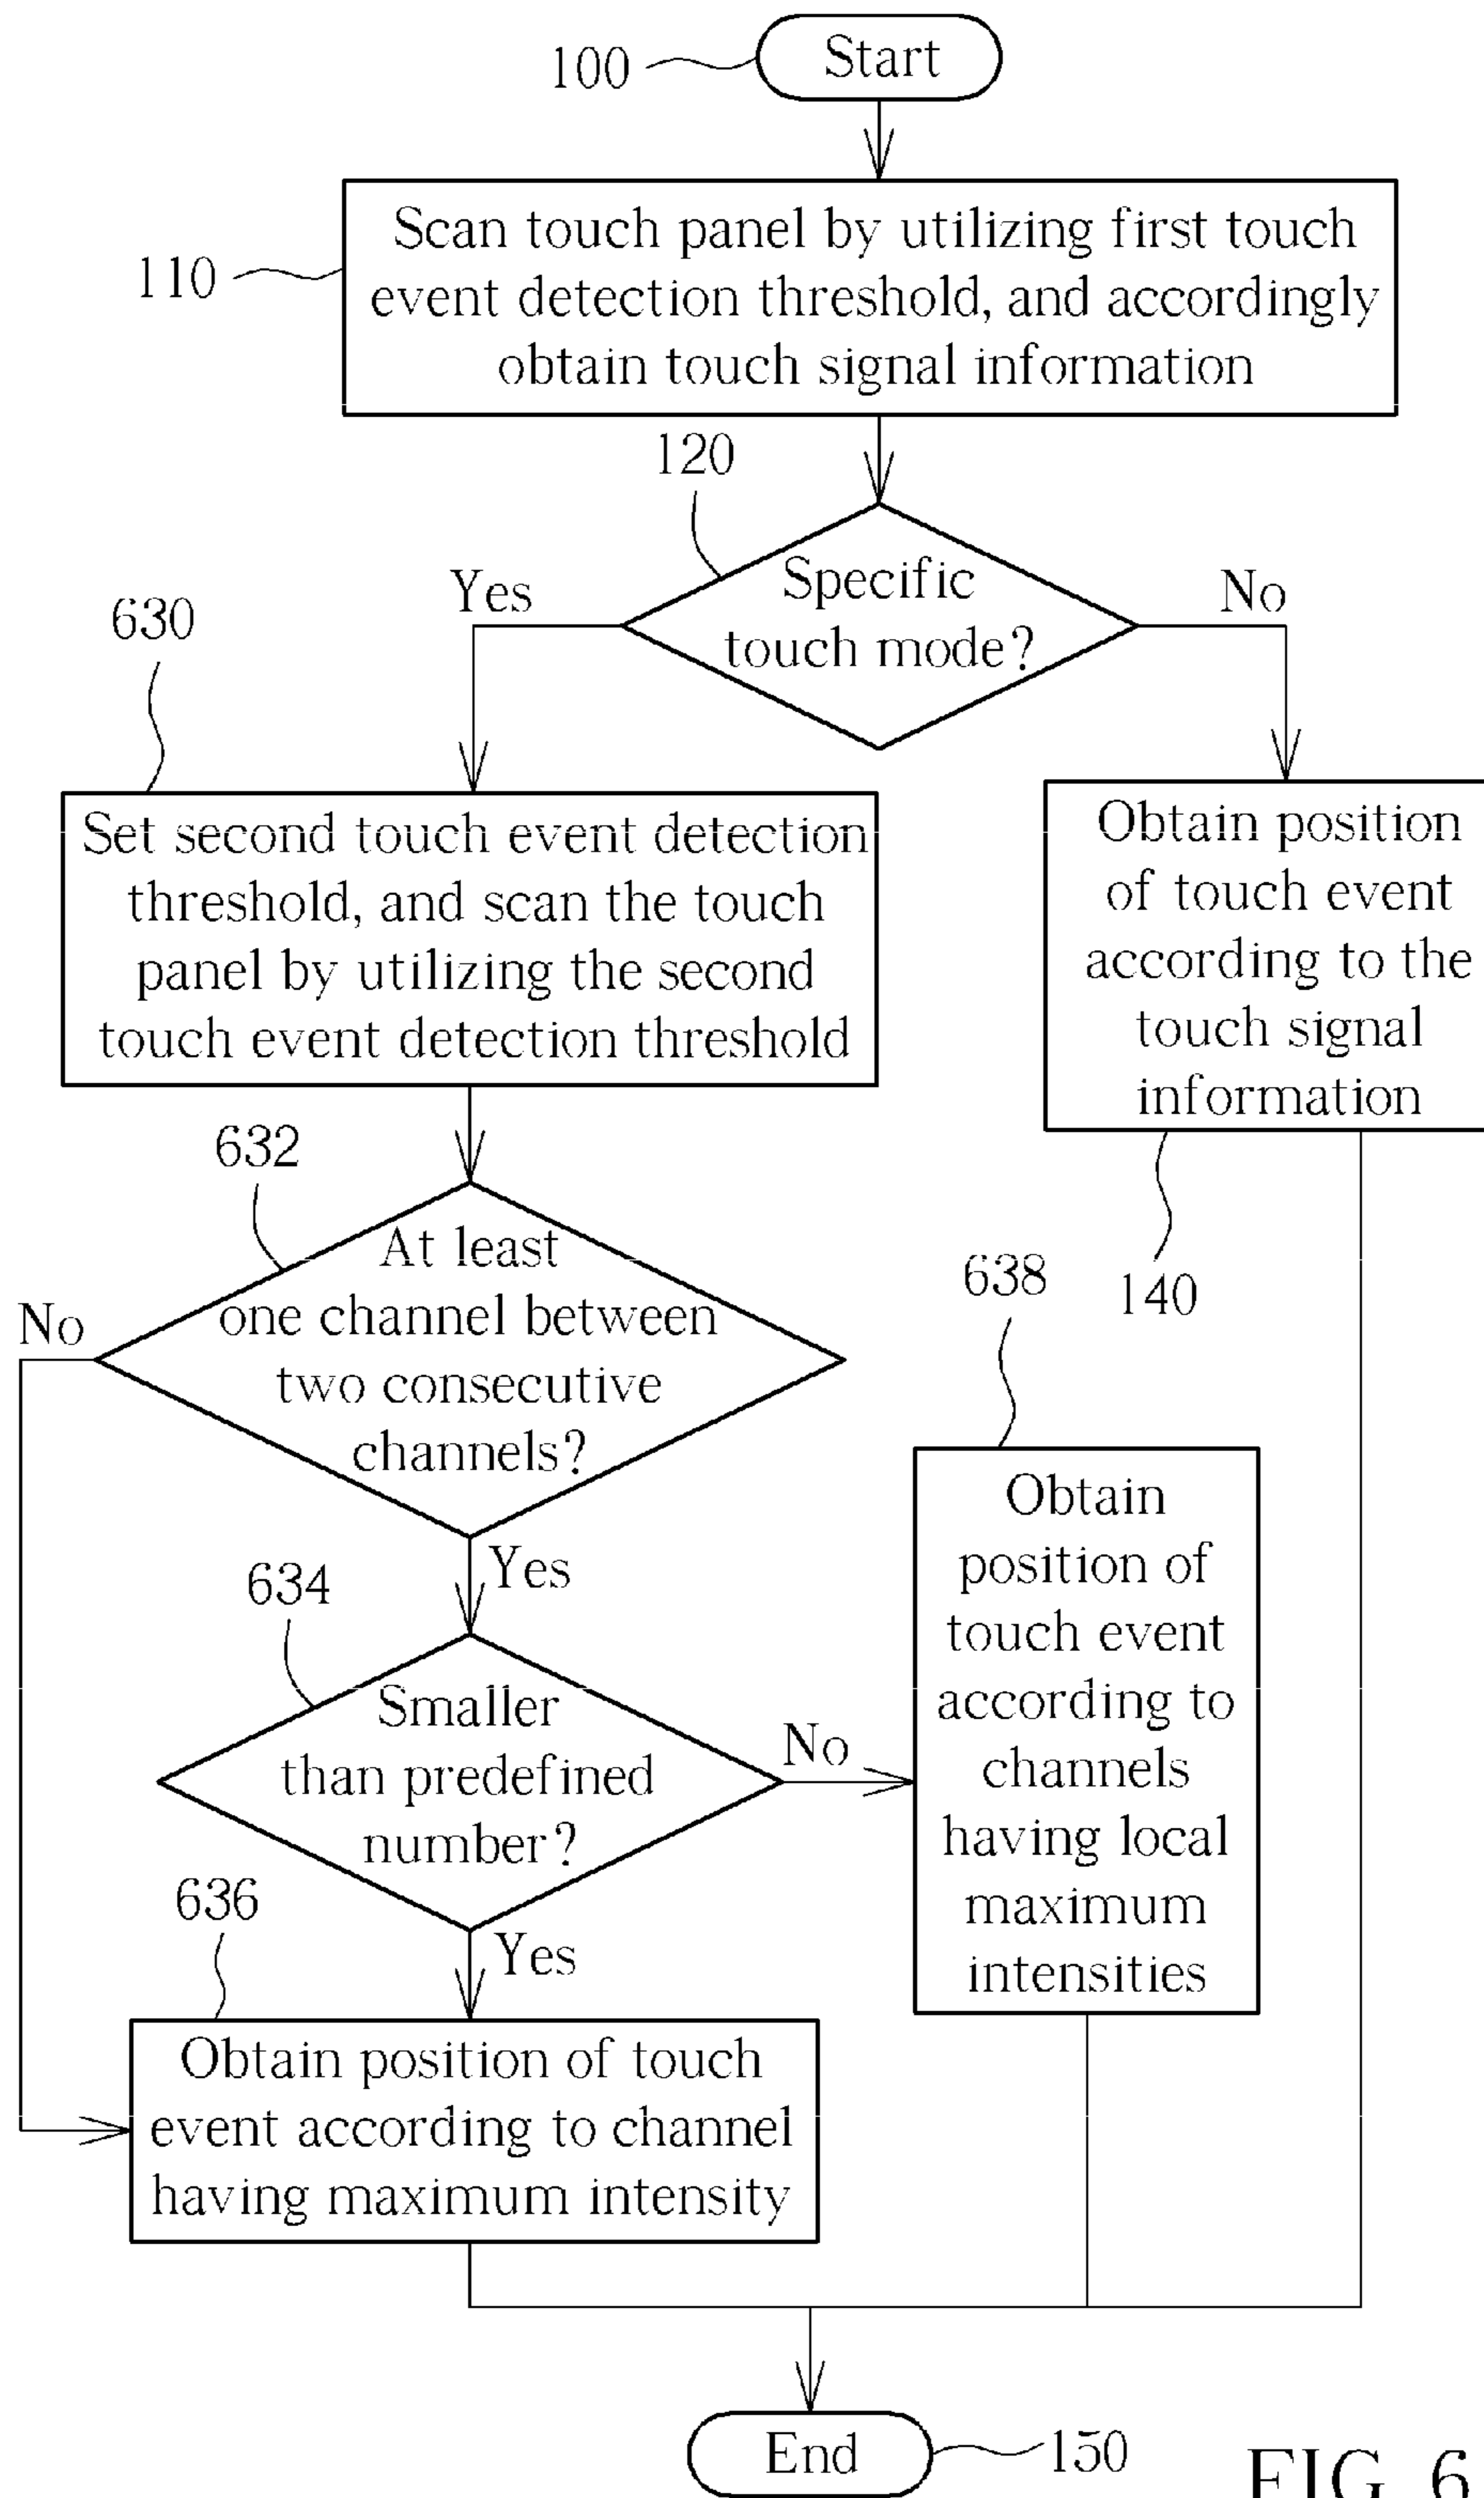 100
Start
110
Scan touch panel by utilizing first touch
event detection threshold, and accordingly
obtain touch signal information
120
Specific
touch mode?
Yes
No
630
Set second touch event detection
threshold, and scan the touch
panel by utilizing the second
touch event detection threshold
Obtain position
of touch event
according to the
touch signal
information
140
632
At least
one channel between
two consecutive
channels?
No
Yes
634
Smaller
than predefined
number?
No
Yes
638
Obtain
position of
touch event
according to
channels
having local
maximum
intensities
636
Obtain position of touch
event according to channel
having maximum intensity
End
150
FIG. 6